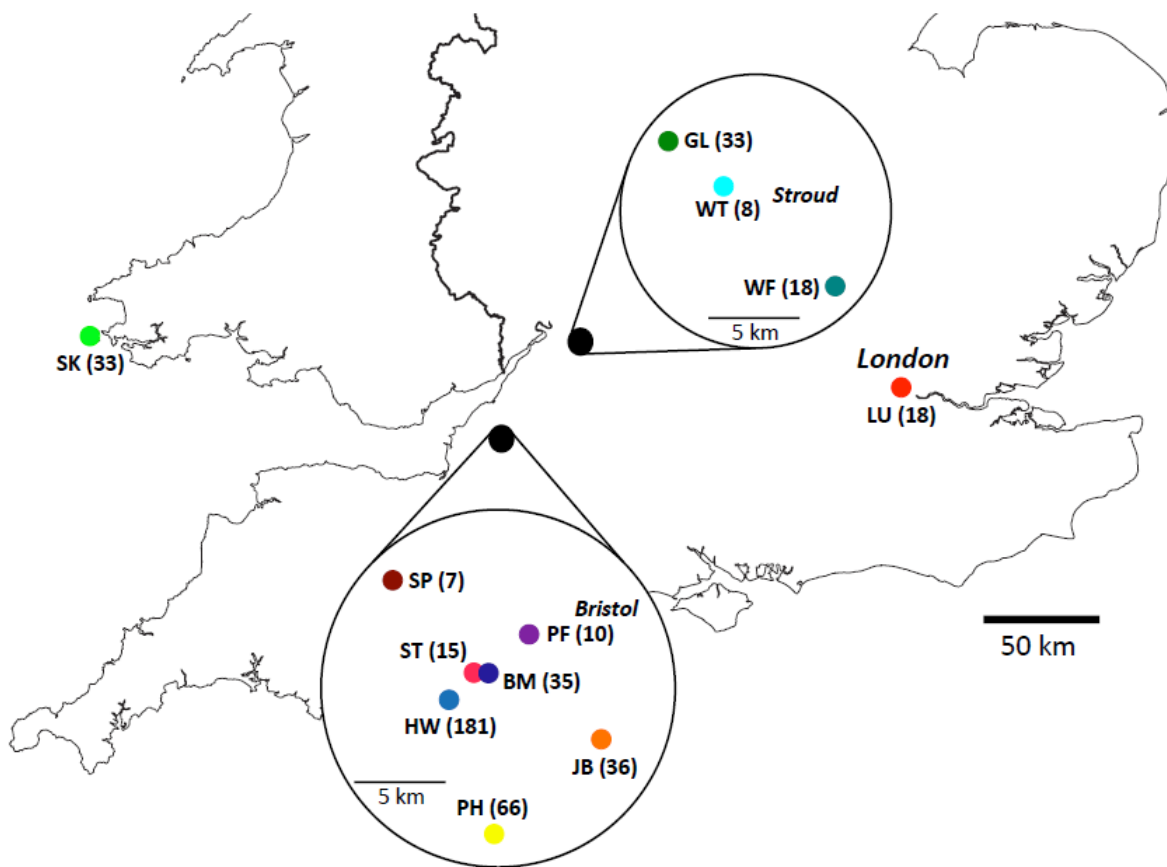 GL (33)
WT (8)
Stroud
WF (18)
5 km
SK (33)
London
LU (18)
SP (7)
Bristol
PF (10)
ST (15)
BM (35)
HW (181)
JB (36)
5 km
PH (66)
50 km